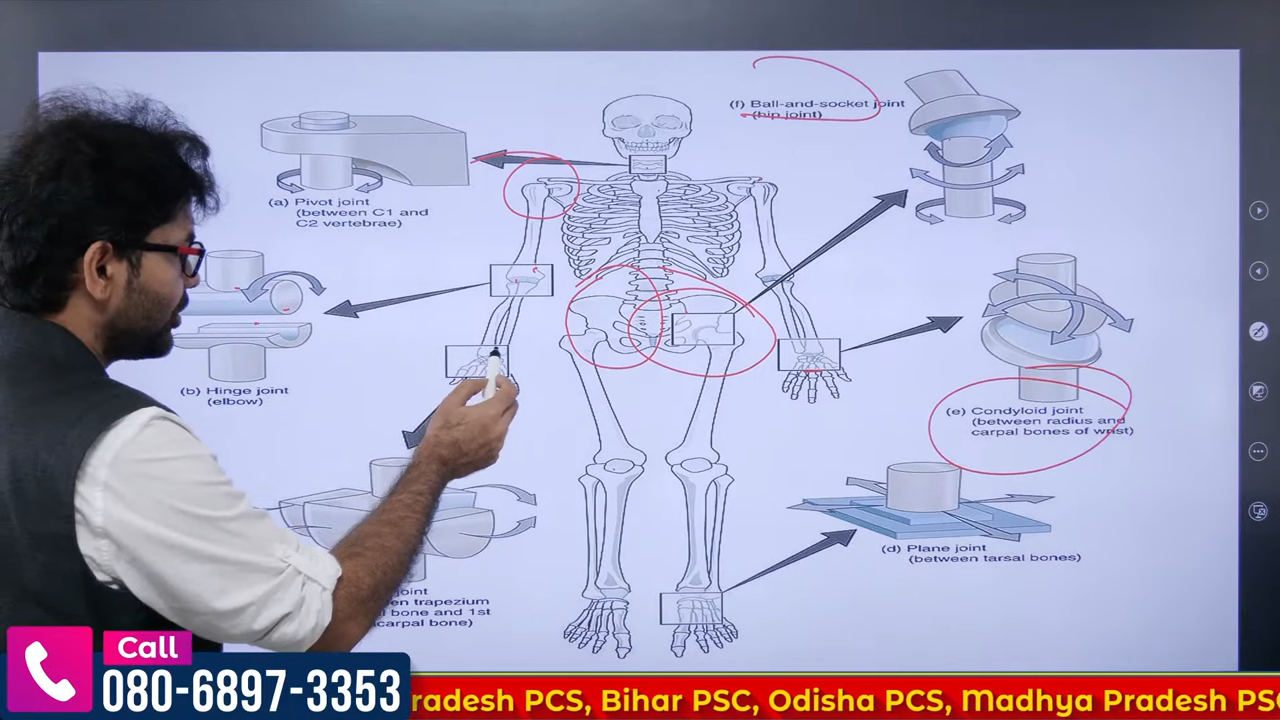 (f) Ball-and-socket joint
(hip joint)
(a) Pivot joint
(between C1 and
C2 vertebrae)
(b) Hinge joint
(elbow)
(e) Condyloid joint
(between radius and
carpal bones of wrist)
(d) Plane joint
(between tarsal bones)
joint
trapezium
bone and 1st
carpal bone)
Call
080-6897-3353
radesh PCS, Bihar PSC, Odisha PCS, Madhya Pradesh PS